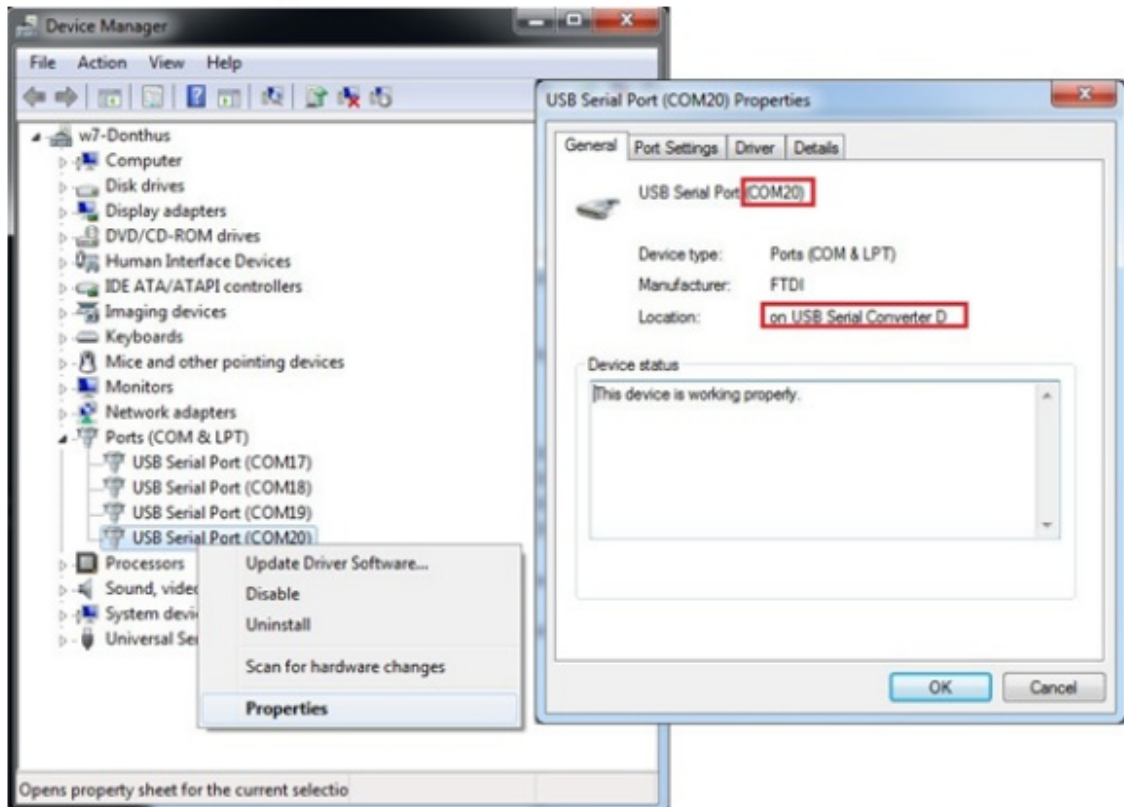 Device Manager
File Action View Help
w7-Donthus
Computer
Disk drives
Display adapters
DVD/CD-ROM drives
Human Interface Devices
IDE ATA/ATAPI controllers
Imaging devices
Keyboards
Mice and other pointing devices
Monitors
Network adapters
Ports (COM & LPT)
USB Serial Port (COM17)
USB Serial Port (COM18)
USB Serial Port (COM19)
USB Serial Port (COM20)
Processors
Sound, video
System devi
Universal Se
Update Driver Software...
Disable
Uninstall
Scan for hardware changes
Properties
Opens property sheet for the current selectio
USB Serial Port (COM20) Properties
General Port Settings Driver Details
USB Serial Port (COM20)
Device type: Ports (COM & LPT)
Manufacturer: FTDI
Location: on USB Serial Converter D
Device status
This device is working properly.
OK Cancel